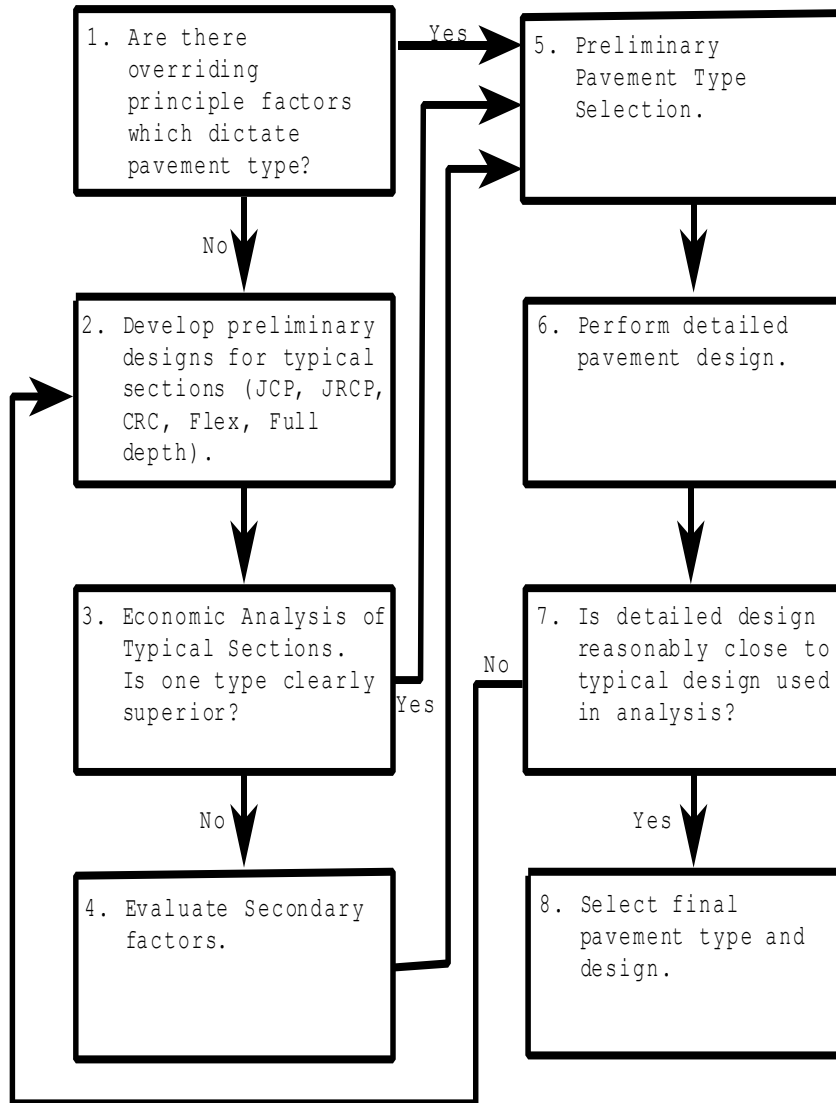 1. Are there
overriding
principle factors
which dictate
pavement type?
Yes
No
2. Develop preliminary
designs for typical
sections (JCP, JRCP,
CRC, Flex, Full
depth).
3. Economic Analysis of
Typical Sections.
Is one type clearly
superior?
Yes
No
4. Evaluate Secondary
factors.
5. Preliminary
Pavement Type
Selection.
6. Perform detailed
pavement design.
7. Is detailed design
reasonably close to
typical design used
in analysis?
No
Yes
8. Select final
pavement type and
design.